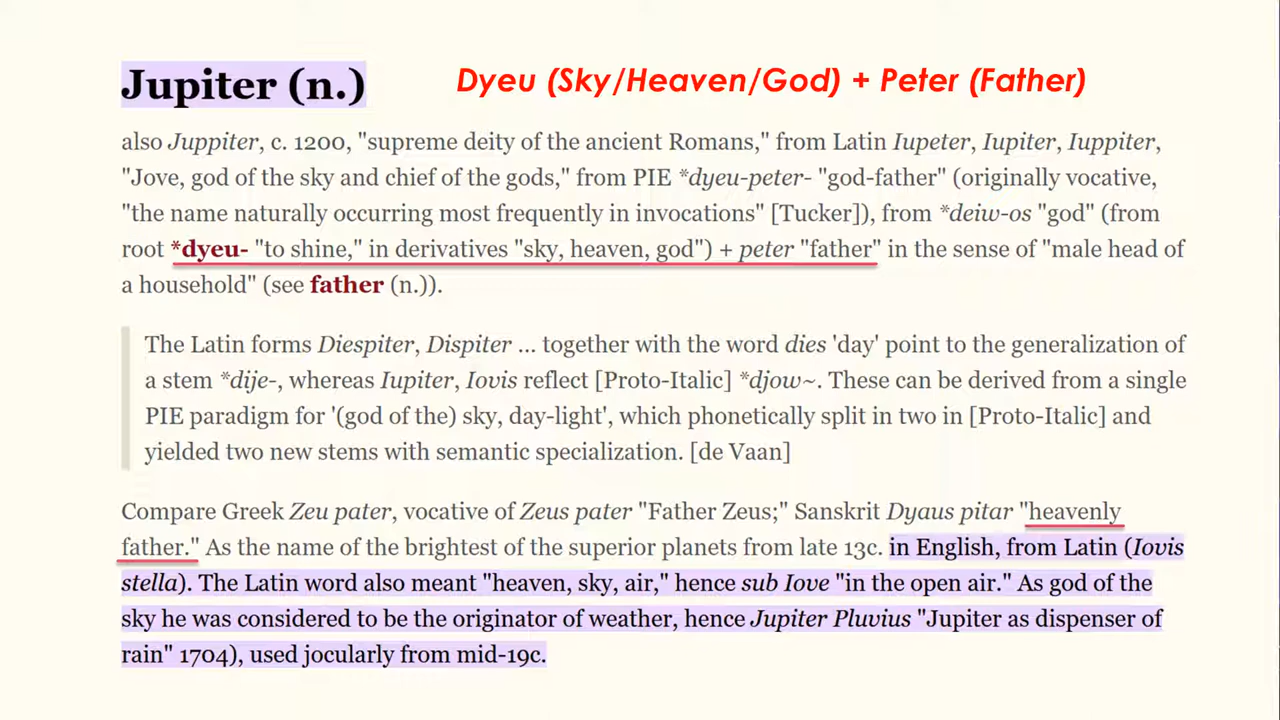 Jupiter (n.)
Dyeu (Sky/Heaven/God) + Peter (Father)
also Juppiter, c. 1200, "supreme deity of the ancient Romans," from Latin Iupeter, Iupiter, Iuppiter,
"Jove, god of the sky and chief of the gods," from PIE *dyeu-peter- "god-father" (originally vocative,
"the name naturally occurring most frequently in invocations" [Tucker]), from *deiw-os "god" (from
root *dyeu- "to shine," in derivatives "sky, heaven, god") + peter "father" in the sense of "male head of
a household" (see father (n.)).
The Latin forms Diespiter, Dispiter ... together with the word dies 'day' point to the generalization of
a stem *dije-, whereas Iupiter, Iovis reflect [Proto-Italic] *djow~. These can be derived from a single
PIE paradigm for '(god of the) sky, day-light', which phonetically split in two in [Proto-Italic] and
yielded two new stems with semantic specialization. [de Vaan]
Compare Greek Zeu pater, vocative of Zeus pater "Father Zeus;" Sanskrit Dyaus pitar "heavenly
father." As the name of the brightest of the superior planets from late 13c. in English, from Latin (Iovis
stella). The Latin word also meant "heaven, sky, air," hence sub Iove "in the open air." As god of the
sky he was considered to be the originator of weather, hence Jupiter Pluvius "Jupiter as dispenser of
rain" 1704), used jocularly from mid-19c.